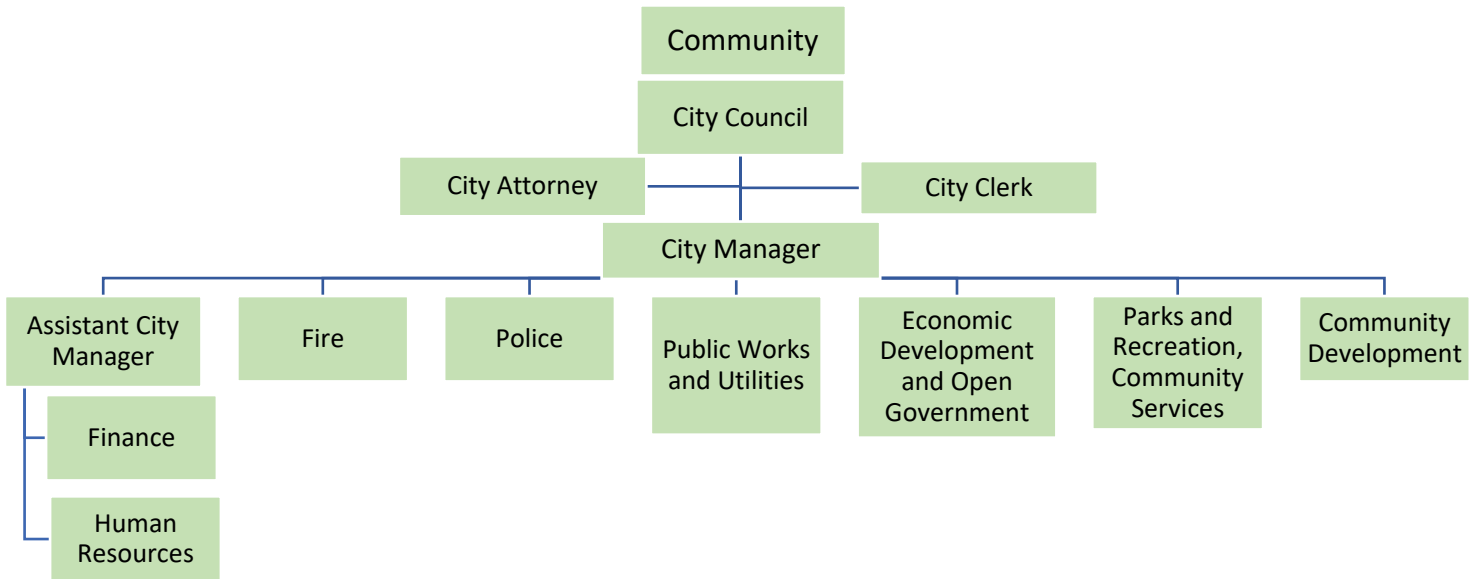 Community
City Council
City Attorney
City Clerk
City Manager
Assistant City
Manager
Fire
Police
Public Works
and Utilities
Economic
Development
and Open
Government
Parks and
Recreation,
Community
Services
Community
Development
Finance
Human
Resources